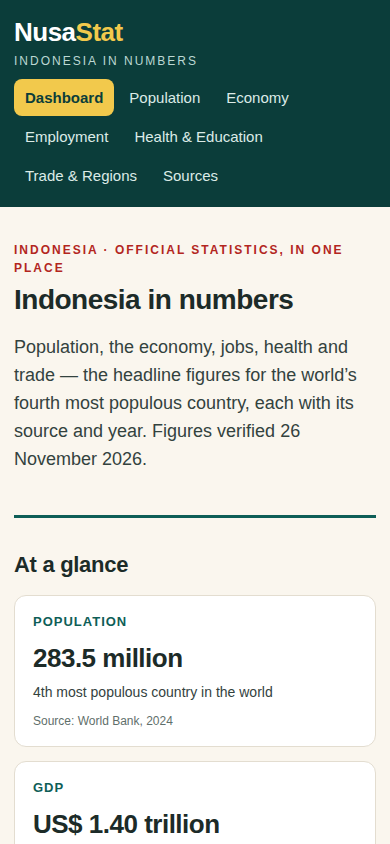 NusaStat
INDONESIA IN NUMBERS
Dashboard Population Economy
Employment Health & Education
Trade & Regions Sources
INDONESIA · OFFICIAL STATISTICS, IN ONE
PLACE
Indonesia in numbers
Population, the economy, jobs, health and
trade — the headline figures for the world’s
fourth most populous country, each with its
source and year. Figures verified 26
November 2026.
At a glance
POPULATION
283.5 million
4th most populous country in the world
Source: World Bank, 2024
GDP
US$ 1.40 trillion